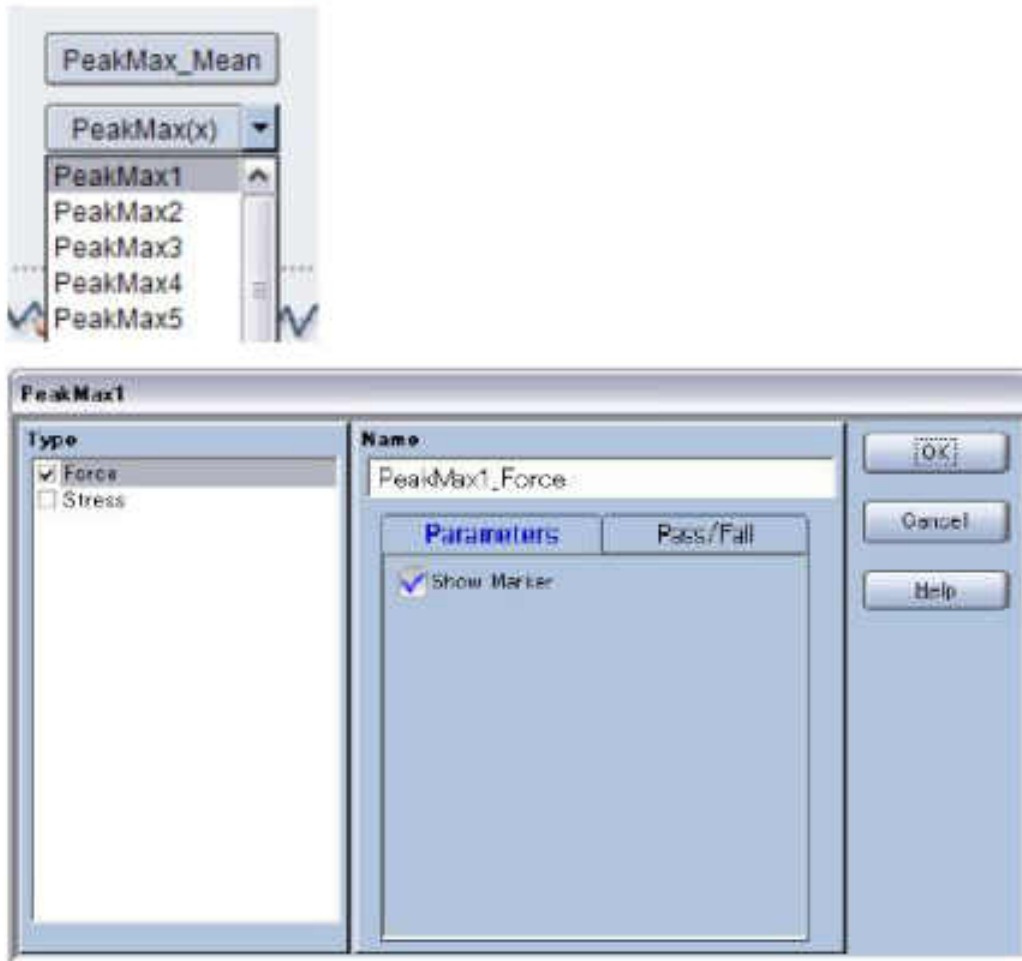 PeakMax_Mean
PeakMax(x)
PeakMax1
PeakMax2
PeakMax3
PeakMax4
PeakMax5
PeakMax1
Type
Force
Stress
Name
PeakMax1_Force
Parameters
Pass/Fail
Show Marker
OK
Cancel
Help